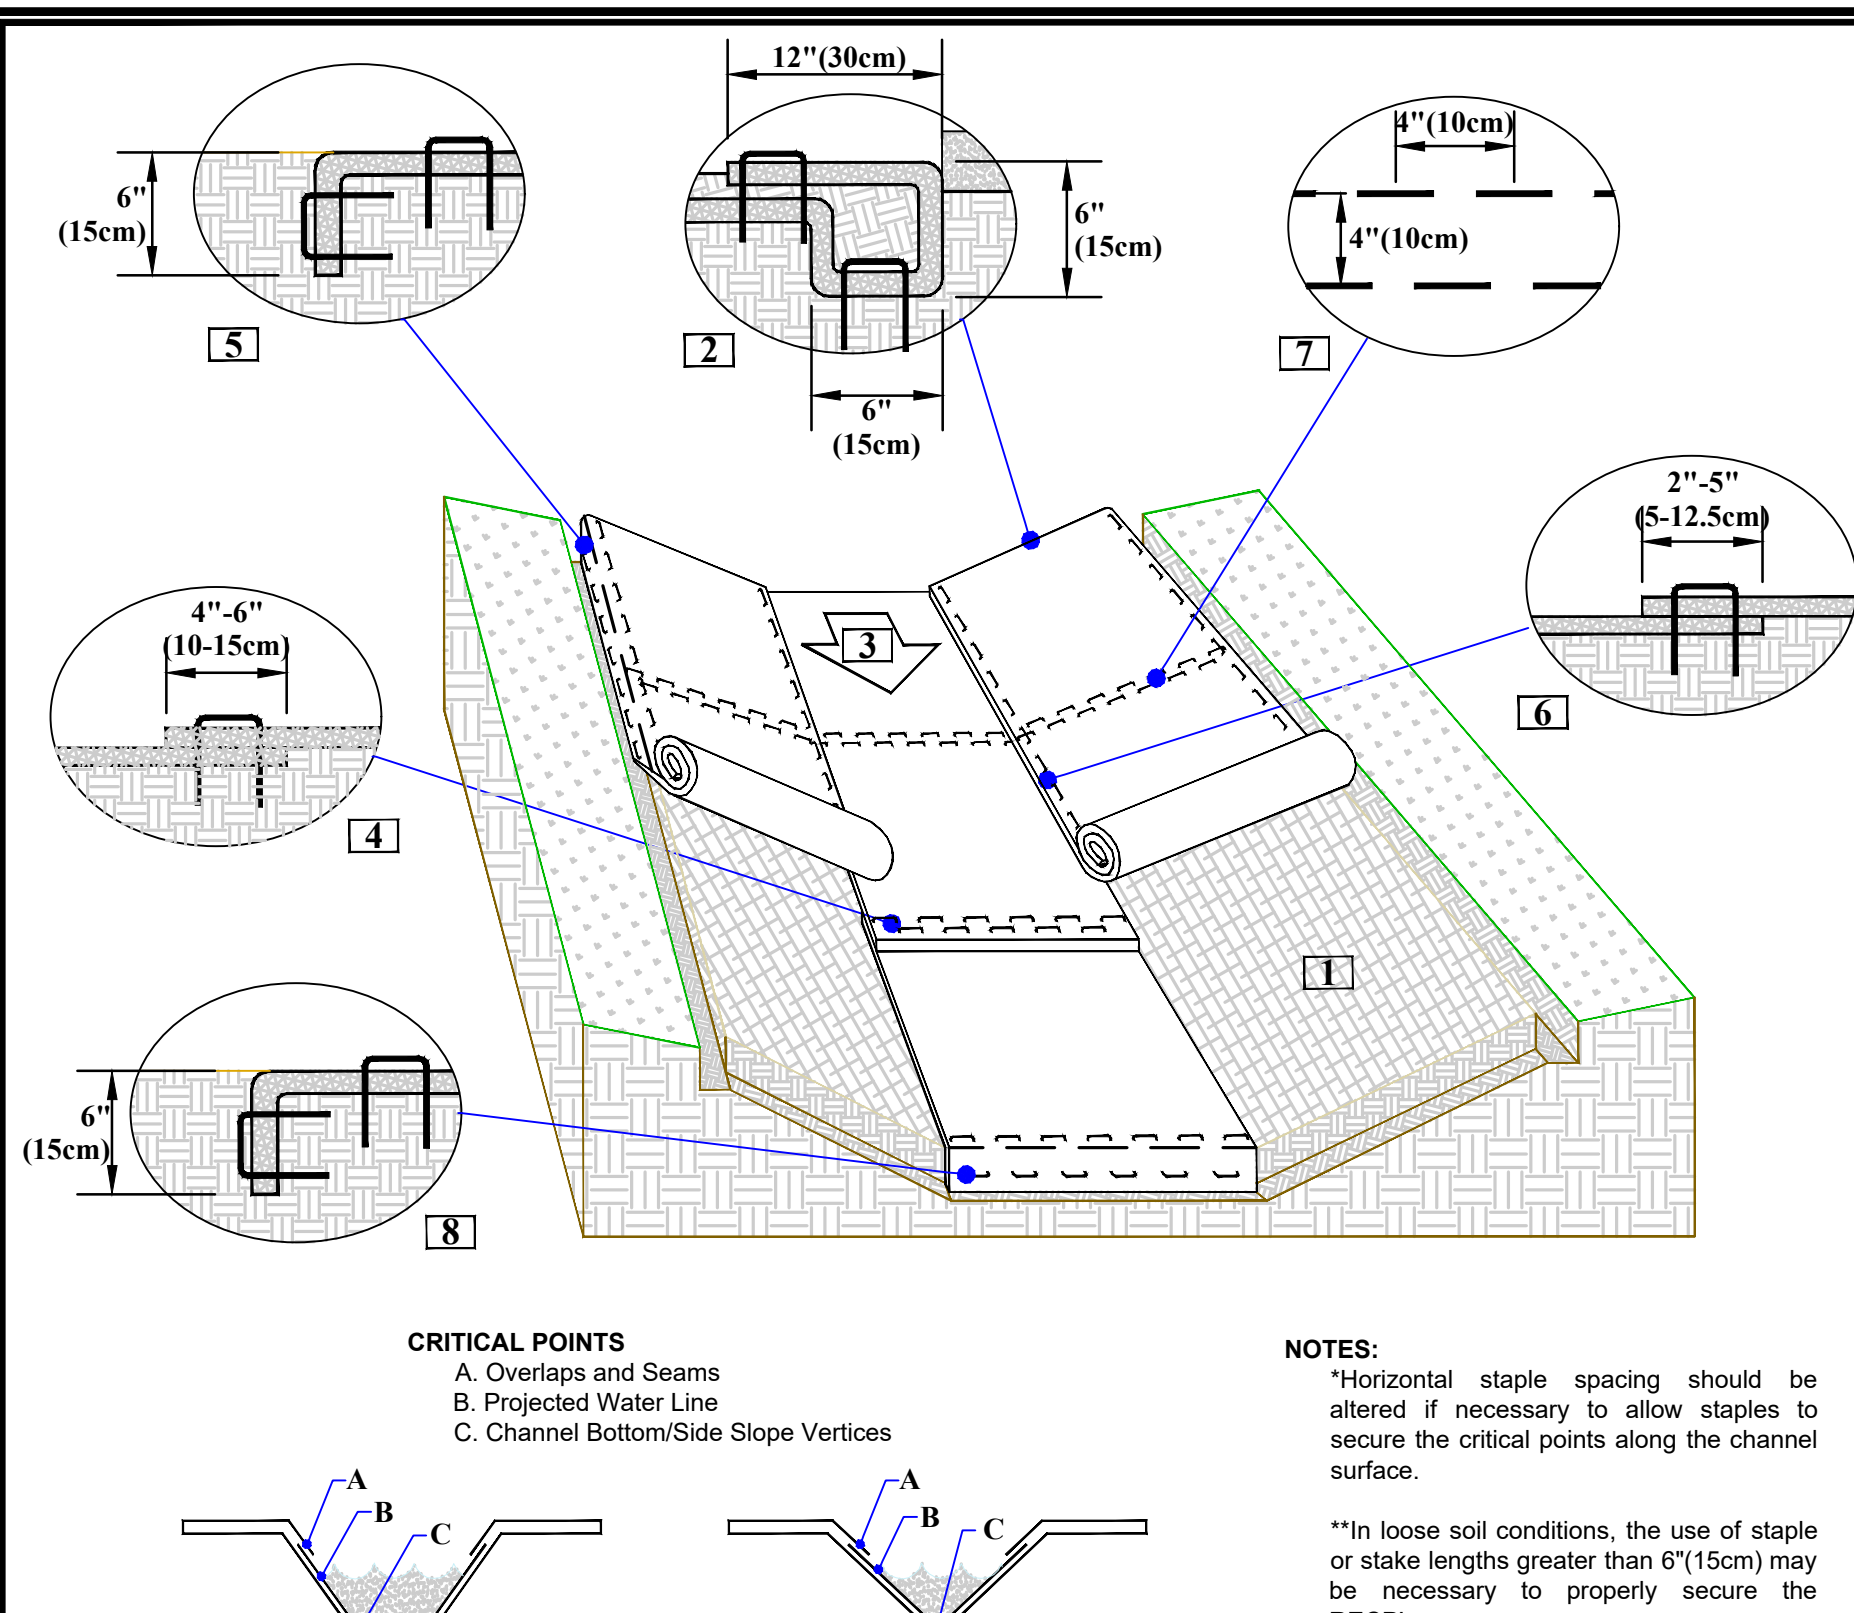 12"(30cm)
6"
(15cm)
5
6"
(15cm)
6"
(15cm)
2
4"(10cm)
4"(10cm)
7
2"-5"
(5-12.5cm)
6
4"-6"
(10-15cm)
4
3
1
6"
(15cm)
8
CRITICAL POINTS
A. Overlaps and Seams
B. Projected Water Line
C. Channel Bottom/Side Slope Vertices
A
B
C
A
B
C
NOTES:
*Horizontal staple spacing should be
altered if necessary to allow staples to
secure the critical points along the channel
surface.
**In loose soil conditions, the use of staple
or stake lengths greater than 6"(15cm) may
be necessary to properly secure the